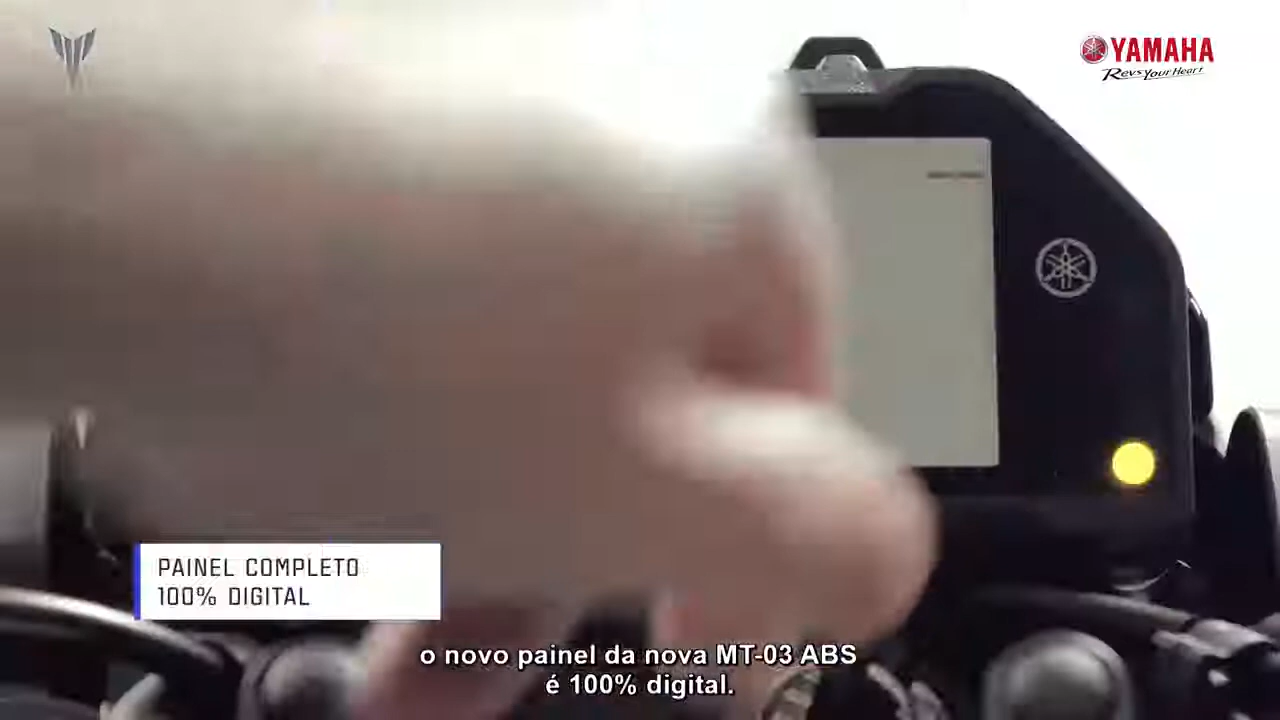 YAMAHA
Revs Your Heart
PAINEL COMPLETO
100% DIGITAL
o novo painel da nova MT-03 ABS
é 100% digital.